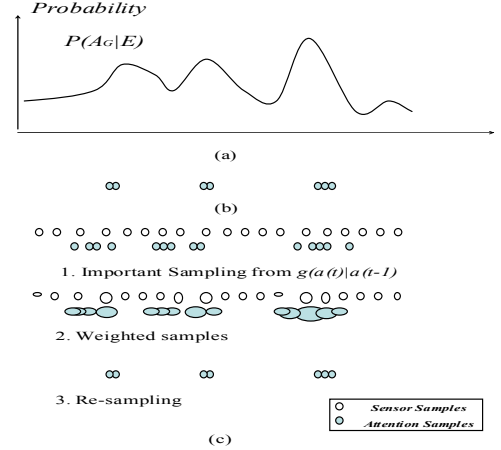 Probability
P(AG|E)
(a)
(b)
1. Important Sampling from g(a(t)|a(t-1)
2. Weighted samples
3. Re-sampling
Sensor Samples
Attention Samples
(c)